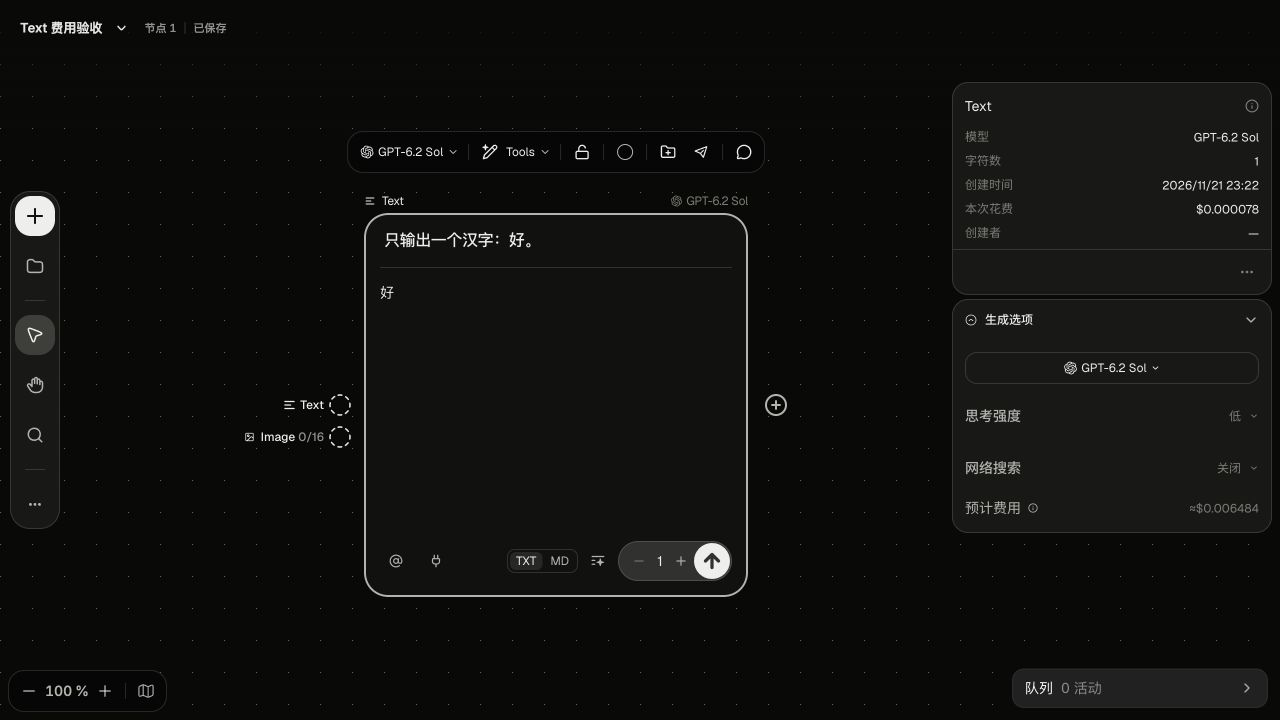 Text 费用验收
节点 1 | 已保存
GPT-6.2 Sol
Tools
Text
GPT-6.2 Sol
只输出一个汉字：好。
好
Text
Image 0/16
TXT
MD
1
100 %
Text
模型 GPT-6.2 Sol
字符数 1
创建时间 2026/11/21 23:22
本次花费 $0.000078
创建者 —
生成选项
GPT-6.2 Sol
思考强度 低
网络搜索 关闭
预计费用 ≈$0.006484
队列 0 活动